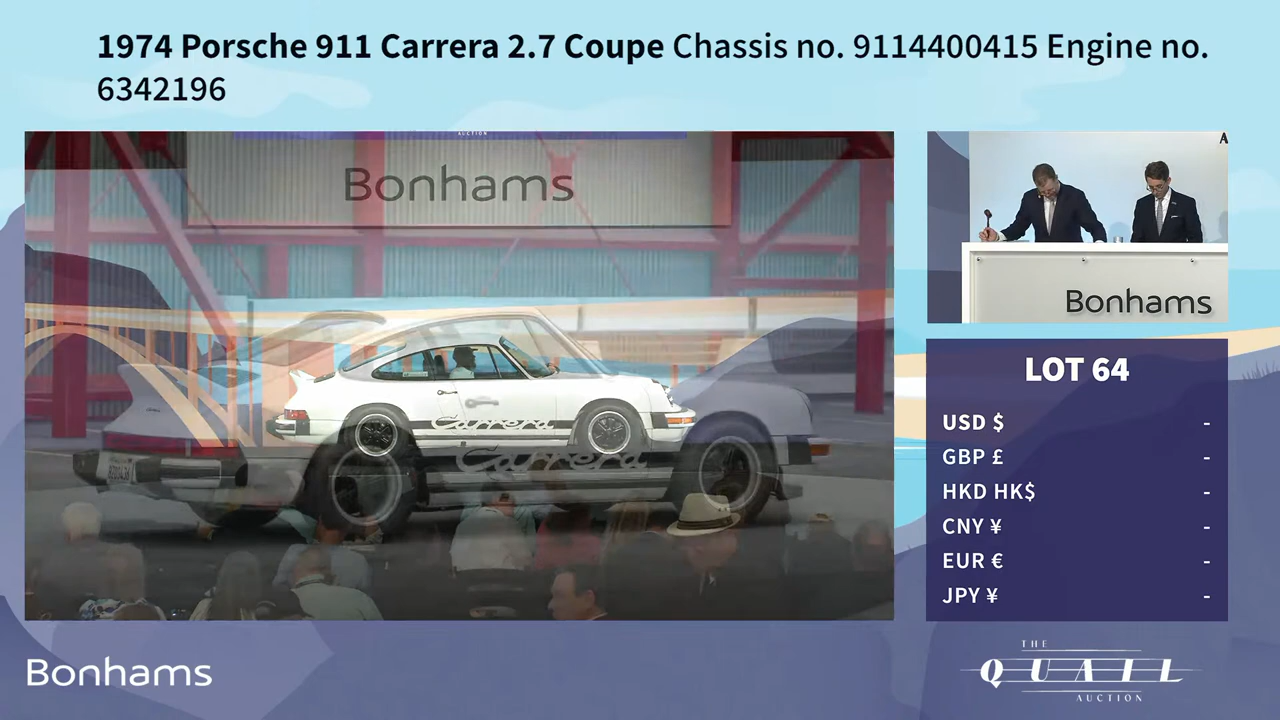 1974 Porsche 911 Carrera 2.7 Coupe Chassis no. 9114400415 Engine no.
6342196
AUCTION
Bonhams
Carrera
Carrera
A
Bonhams
LOT 64
USD $ -
GBP £ -
HKD HK$ -
CNY ¥ -
EUR € -
JPY ¥ -
Bonhams
THE
QUAIL
AUCTION